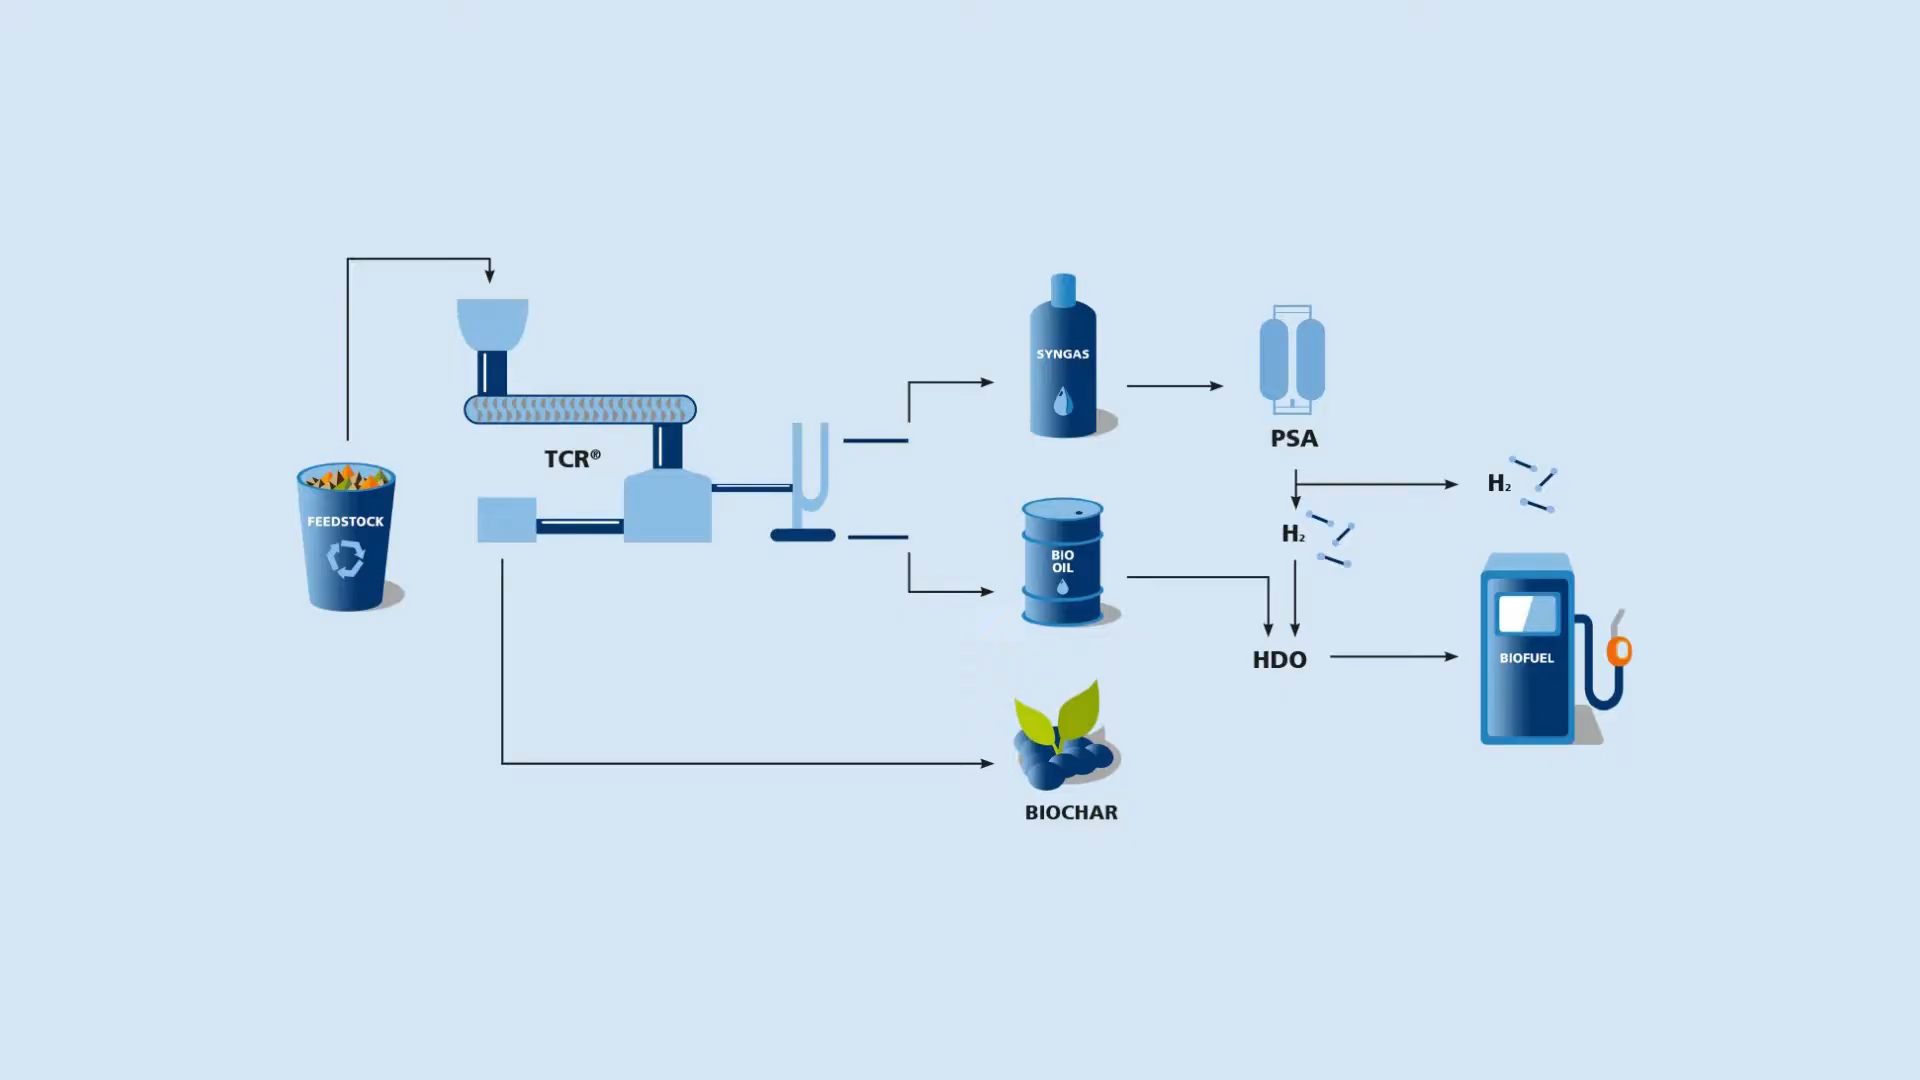 FEEDSTOCK
TCR®
SYNGAS
PSA
H₂
H₂
BIO
OIL
HDO
BIOFUEL
BIOCHAR